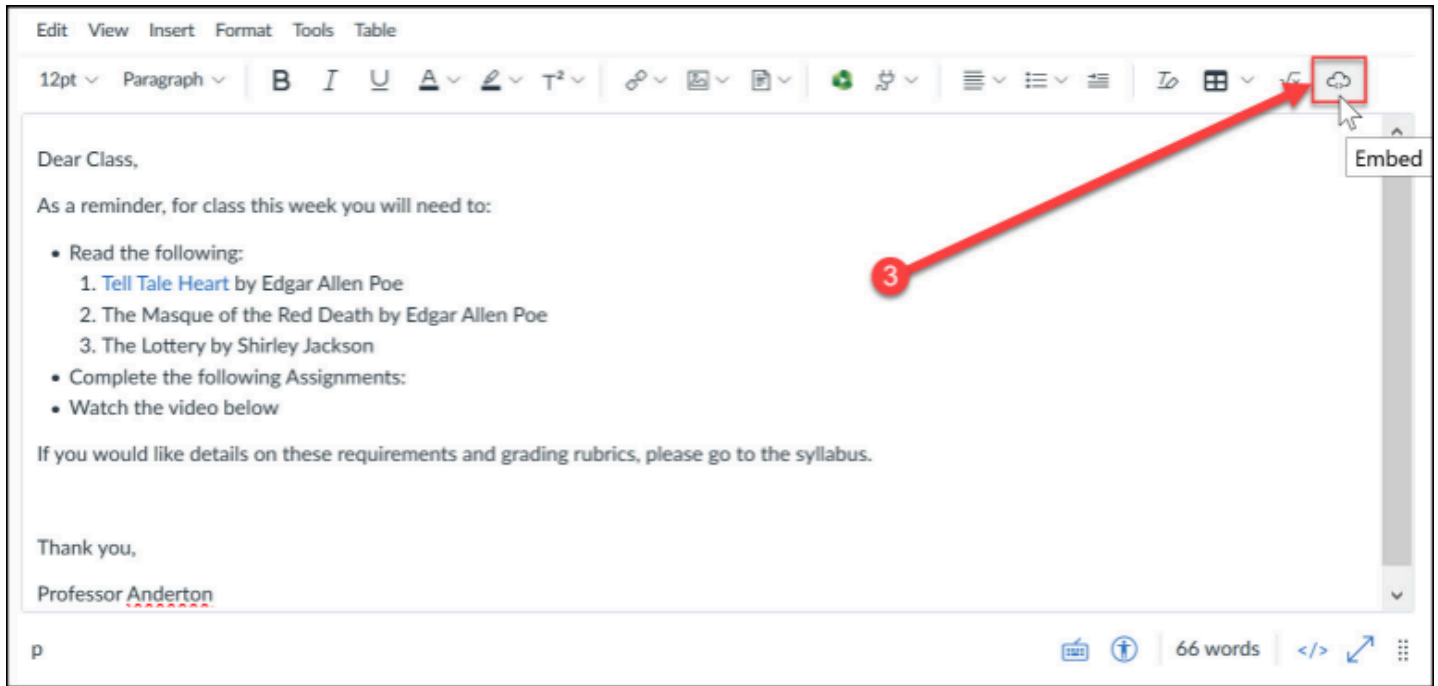 Edit View Insert Format Tools Table
12pt Paragraph B I U A T²
Embed
Dear Class,
As a reminder, for class this week you will need to:
• Read the following:
1. Tell Tale Heart by Edgar Allen Poe
2. The Masque of the Red Death by Edgar Allen Poe
3. The Lottery by Shirley Jackson
• Complete the following Assignments:
• Watch the video below
3
If you would like details on these requirements and grading rubrics, please go to the syllabus.
Thank you,
Professor Anderton
p 66 words </>